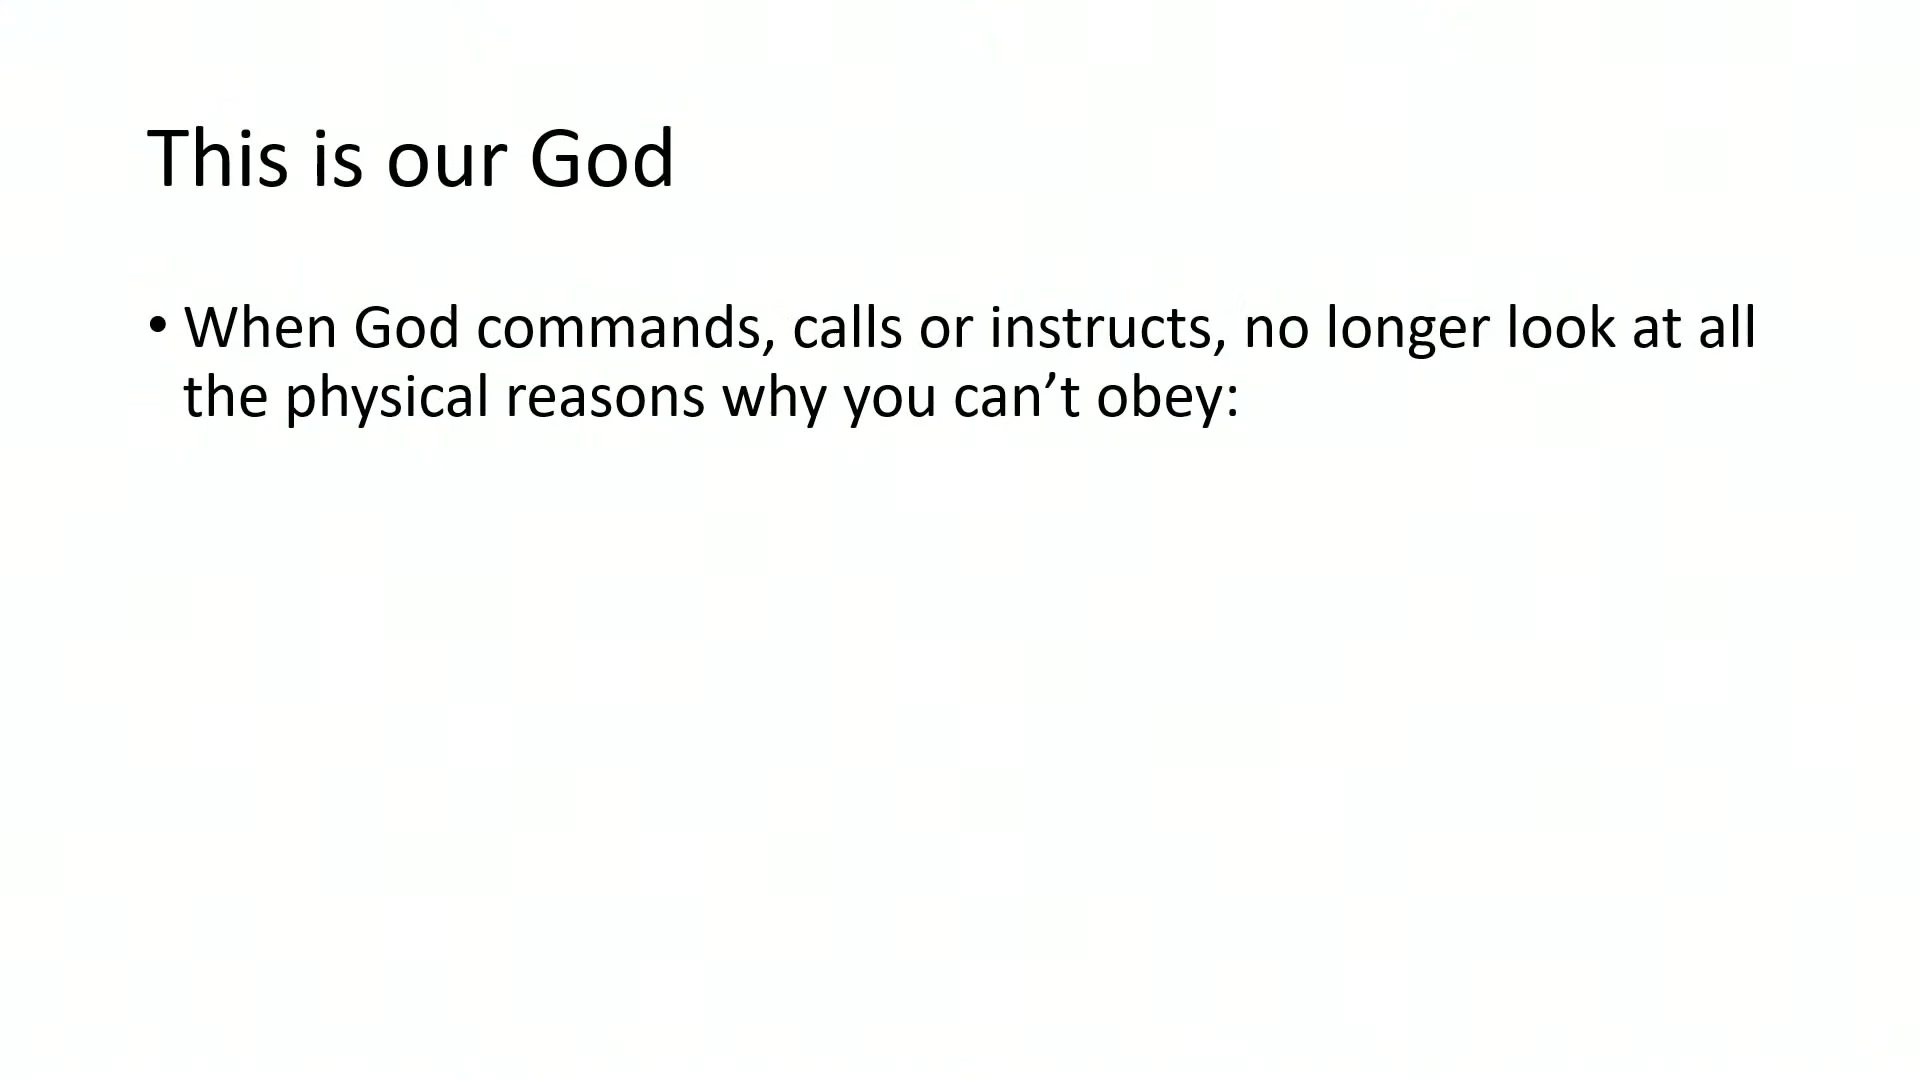 This is our God
• When God commands, calls or instructs, no longer look at all
the physical reasons why you can’t obey: